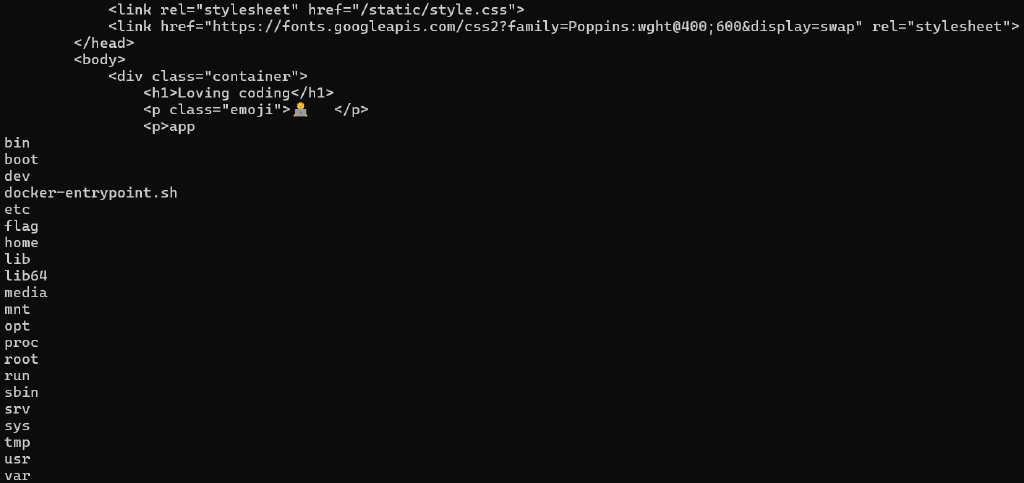 <link rel="stylesheet" href="/static/style.css">
<link href="https://fonts.googleapis.com/css2?family=Poppins:wght@400;600&display=swap" rel="stylesheet">
</head>
<body>
<div class="container">
<h1>Loving coding</h1>
<p class="emoji">🧑‍💻 </p>
<p>app
bin
boot
dev
docker-entrypoint.sh
etc
flag
home
lib
lib64
media
mnt
opt
proc
root
run
sbin
srv
sys
tmp
usr
var